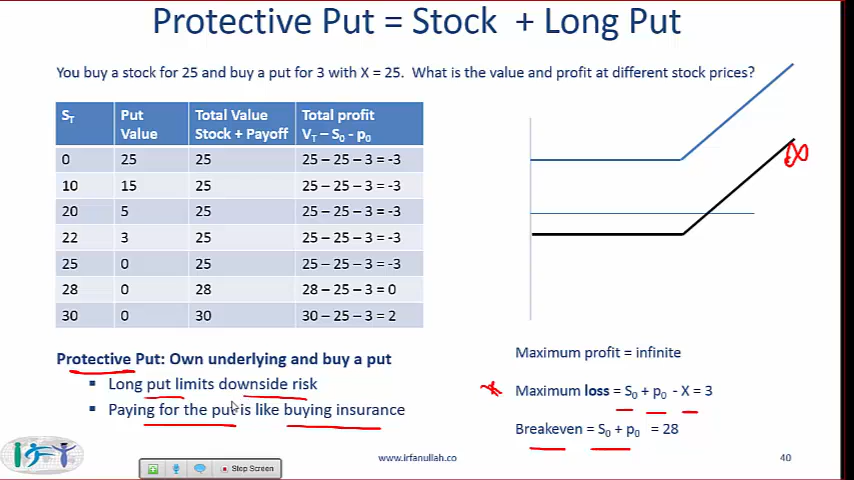 Protective Put = Stock + Long Put
You buy a stock for 25 and buy a put for 3 with X = 25. What is the value and profit at different stock prices?
S_T Put Value Total Value Stock + Payoff Total profit V_T – S_0 - p_0
0 25 25 25 – 25 – 3 = -3
10 15 25 25 – 25 – 3 = -3
20 5 25 25 – 25 – 3 = -3
22 3 25 25 – 25 – 3 = -3
25 0 25 25 – 25 – 3 = -3
28 0 28 28 – 25 – 3 = 0
30 0 30 30 – 25 – 3 = 2
∞
Protective Put: Own underlying and buy a put
▪ Long put limits downside risk
▪ Paying for the put is like buying insurance
Maximum profit = infinite
Maximum loss = S_0 + p_0 - X = 3
Breakeven = S_0 + p_0 = 28
IFT
Stop Screen
www.irfanullah.co
40